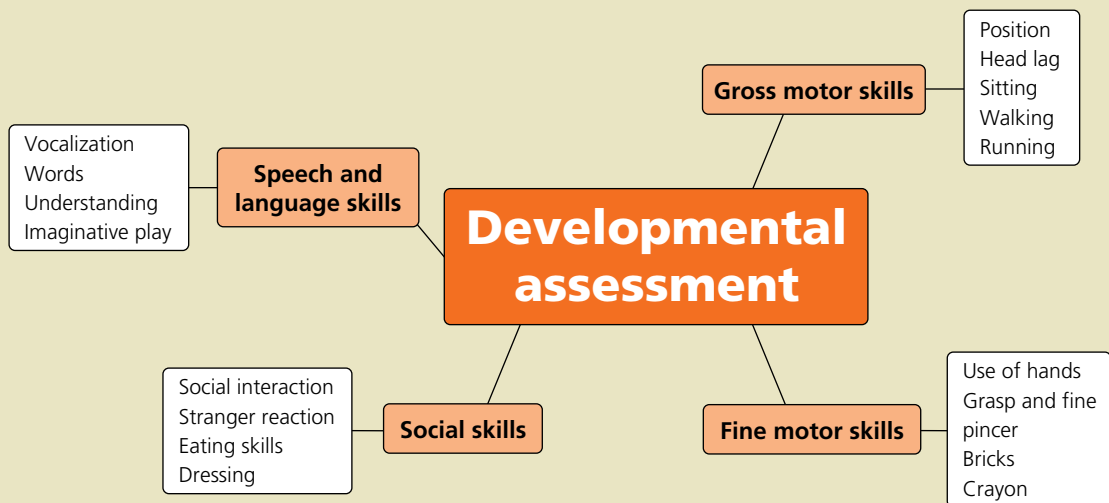 Developmental
assessment
Gross motor skills
Position
Head lag
Sitting
Walking
Running
Speech and
language skills
Vocalization
Words
Understanding
Imaginative play
Social skills
Social interaction
Stranger reaction
Eating skills
Dressing
Fine motor skills
Use of hands
Grasp and fine
pincer
Bricks
Crayon